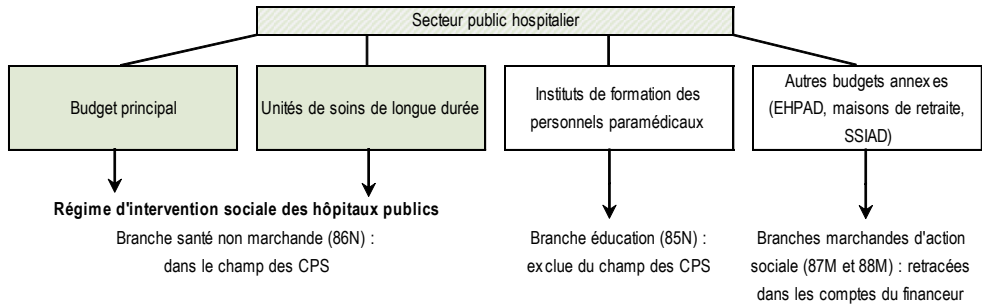 Secteur public hospitalier
Budget principal
Unités de soins de longue durée
Instituts de formation des
personnels paramédicaux
Autres budgets annexes
(EHPAD, maisons de retraite,
SSIAD)
Régime d'intervention sociale des hôpitaux publics
Branche santé non marchande (86N) :
dans le champ des CPS
Branche éducation (85N) :
exclue du champ des CPS
Branches marchandes d'action
sociale (87M et 88M) : retracées
dans les comptes du financeur